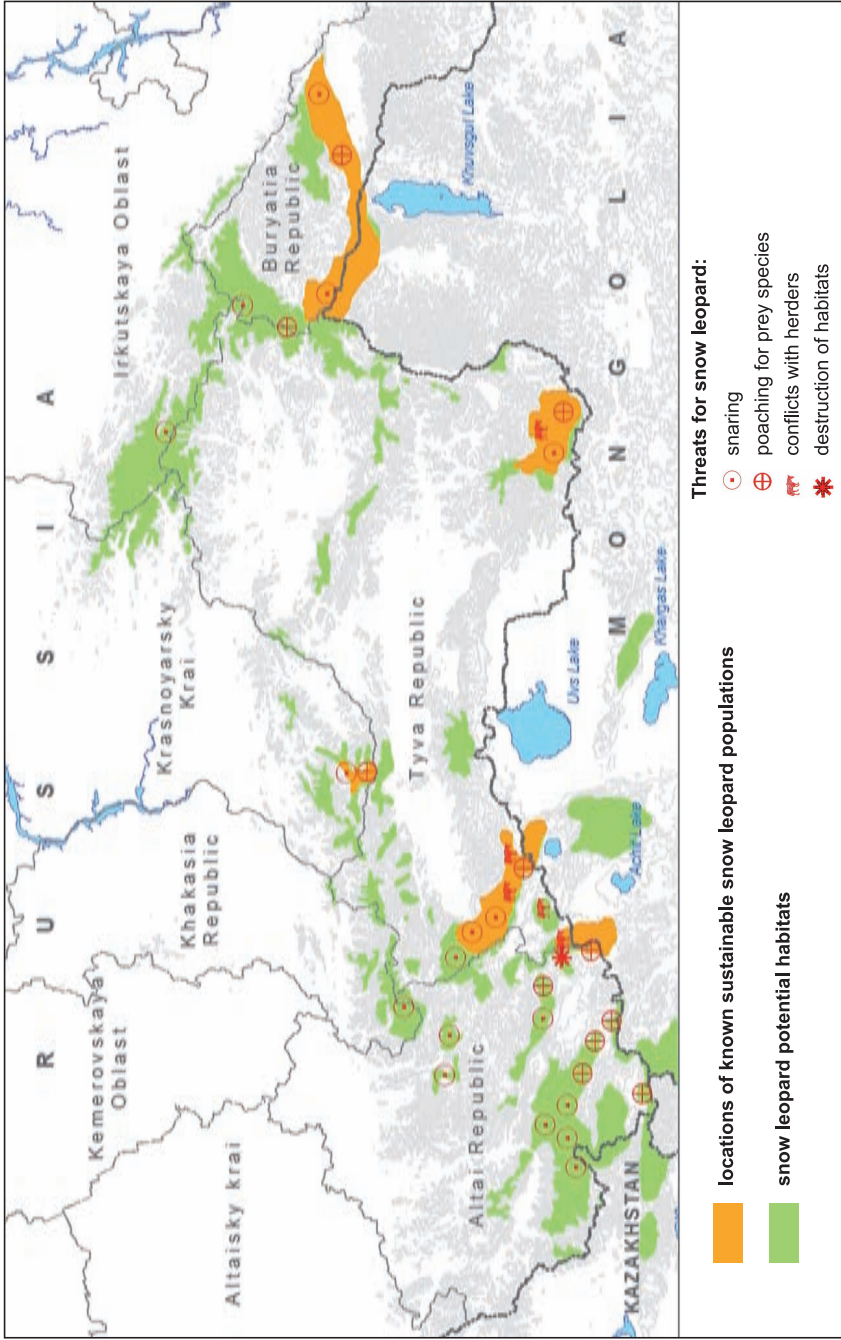 R U S S I A
Irkutskaya Oblast
Krasnoyarsky
Krai
Kemerovskaya
Oblast
Khakasia
Republic
Altaisky krai
Buryatia
Republic
Tyva Republic
Altai Republic
Khuvsgul Lake
Uvs Lake
Achit Lake
Khargas Lake
M O N G O L I A
KAZAKHSTAN
locations of known sustainable snow leopard populations
snow leopard potential habitats
Threats for snow leopard:
snaring
poaching for prey species
conflicts with herders
destruction of habitats